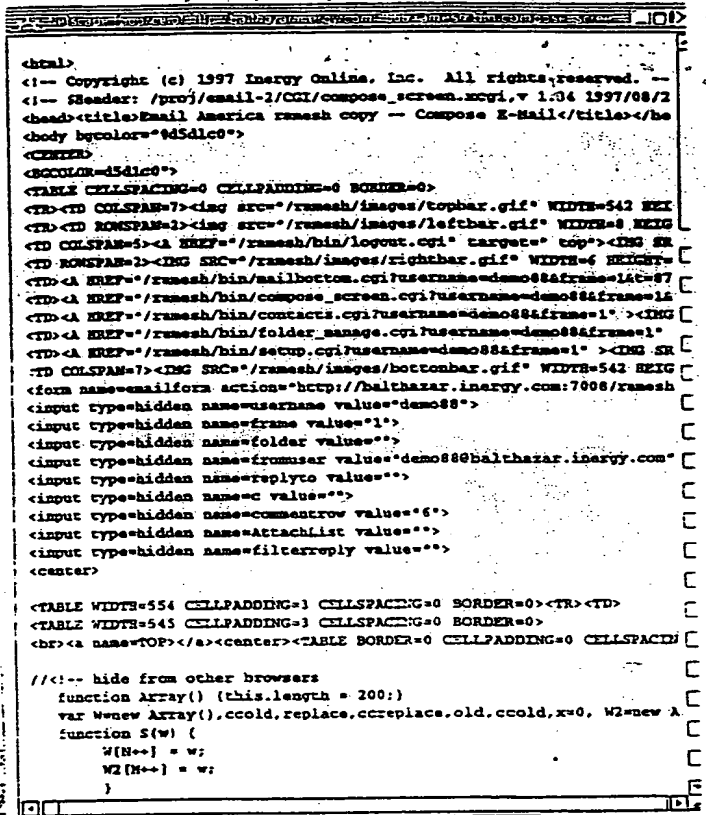 <html>
<!-- Copyright (c) 1997 Inergy Online, Inc. All rights reserved. --
<!-- $Header: /proj/email-2/CGI/compose_screen.xcgi,v 1.34 1997/08/2
<head><title>Email America ramesh copy -- Compose E-Mail</title></he
<body bgcolor="#d5d1c0">
<CENTER>
<BGCOLOR=d5d1c0">
<TABLE CELLSPACING=0 CELLPADDING=0 BORDER=0>
<TR><TD COLSPAN=7><img src="/ramesh/images/topbar.gif" WIDTH=542 HEI
<TR><TD ROWSPAN=2><img src="/ramesh/images/leftbar.gif" WIDTH=8 HEIG
<TD COLSPAN=5><A HREF="/ramesh/bin/logout.cgi" target="_top"><IMG SR
<TD ROWSPAN=2><IMG SRC="/ramesh/images/rightbar.gif" WIDTH=6 HEIGHT=
<TD><A HREF="/ramesh/bin/mailbottom.cgi?username=demo88&frame=1&t=87
<TD><A HREF="/ramesh/bin/compose_screen.cgi?username=demo88&frame=1&
<TD><A HREF="/ramesh/bin/contacts.cgi?username=demo88&frame=1" ><IMG
<TD><A HREF="/ramesh/bin/folder_manage.cgi?username=demo88&frame=1"
<TD><A HREF="/ramesh/bin/setup.cgi?username=demo88&frame=1" ><IMG SR
<TD COLSPAN=7><IMG SRC="/ramesh/images/bottombar.gif" WIDTH=542 HEIG
<form name=emailform action="http://balthazar.inergy.com:7008/ramesh
<input type=hidden name=username value="demo88">
<input type=hidden name=frame value="1">
<input type=hidden name=folder value="">
<input type=hidden name=fromuser value="demo88@balthazar.inergy.com"
<input type=hidden name=replyto value="">
<input type=hidden name=c value="">
<input type=hidden name=commentrow value="6">
<input type=hidden name=AttachList value="">
<input type=hidden name=filterreply value="">
<center>
<TABLE WIDTH=554 CELLPADDING=3 CELLSPACING=0 BORDER=0><TR><TD>
<TABLE WIDTH=545 CELLPADDING=3 CELLSPACING=0 BORDER=0>
<br><a name=TOP></a><center><TABLE BORDER=0 CELLPADDING=0 CELLSPACIN
//<!-- hide from other browsers
function Array() {this.length = 200;}
var W=new Array(),ccold,replace,ccreplace,old,ccold,x=0, W2=new A
function S(w) {
W[N++] = w;
W2[M++] = w;
}